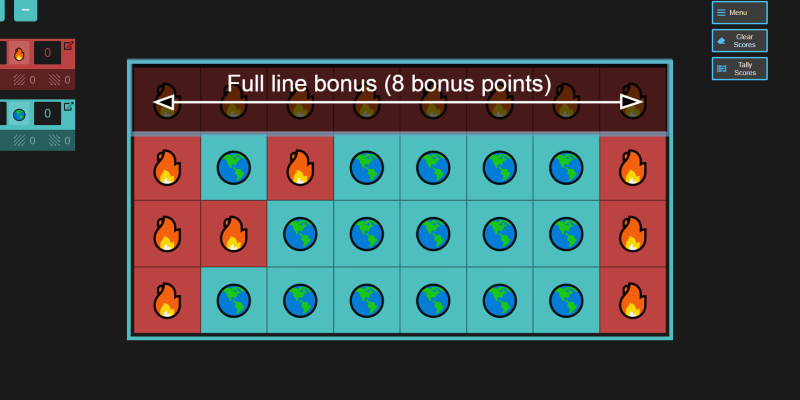 −
Menu
Clear
Scores
Tally
Scores
0
0 0
0
0 0
Full line bonus (8 bonus points)